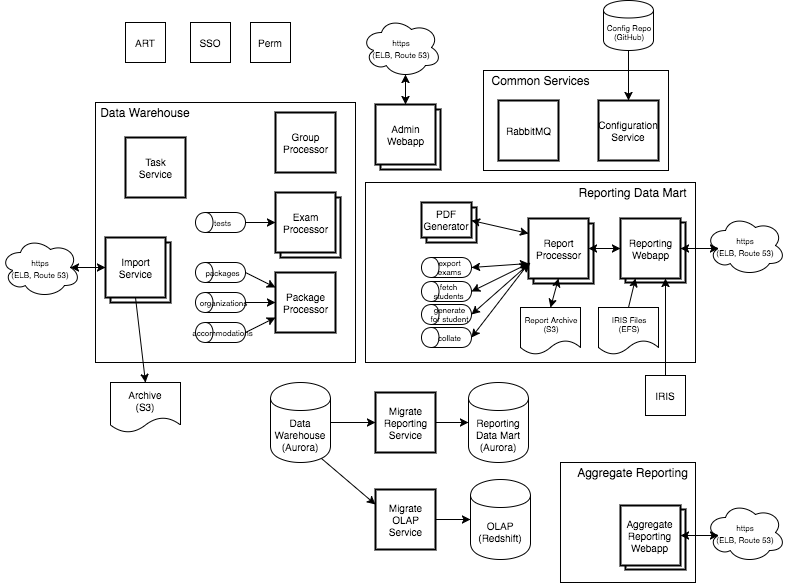 ART
SSO
Perm
https
(ELB, Route 53)
Config Repo
(GitHub)
Common Services
RabbitMQ
Configuration
Service
Admin
Webapp
Data Warehouse
Task
Service
Group
Processor
tests
Exam
Processor
https
(ELB, Route 53)
Import
Service
packages
organizations
accommodations
Package
Processor
Archive
(S3)
Reporting Data Mart
PDF
Generator
export
exams
fetch
students
generate
for student
collate
Report
Processor
Reporting
Webapp
https
(ELB, Route 53)
Report Archive
(S3)
IRIS Files
(EFS)
IRIS
Data
Warehouse
(Aurora)
Migrate
Reporting
Service
Reporting
Data Mart
(Aurora)
Migrate
OLAP
Service
OLAP
(Redshift)
Aggregate Reporting
Aggregate
Reporting
Webapp
https
(ELB, Route 53)